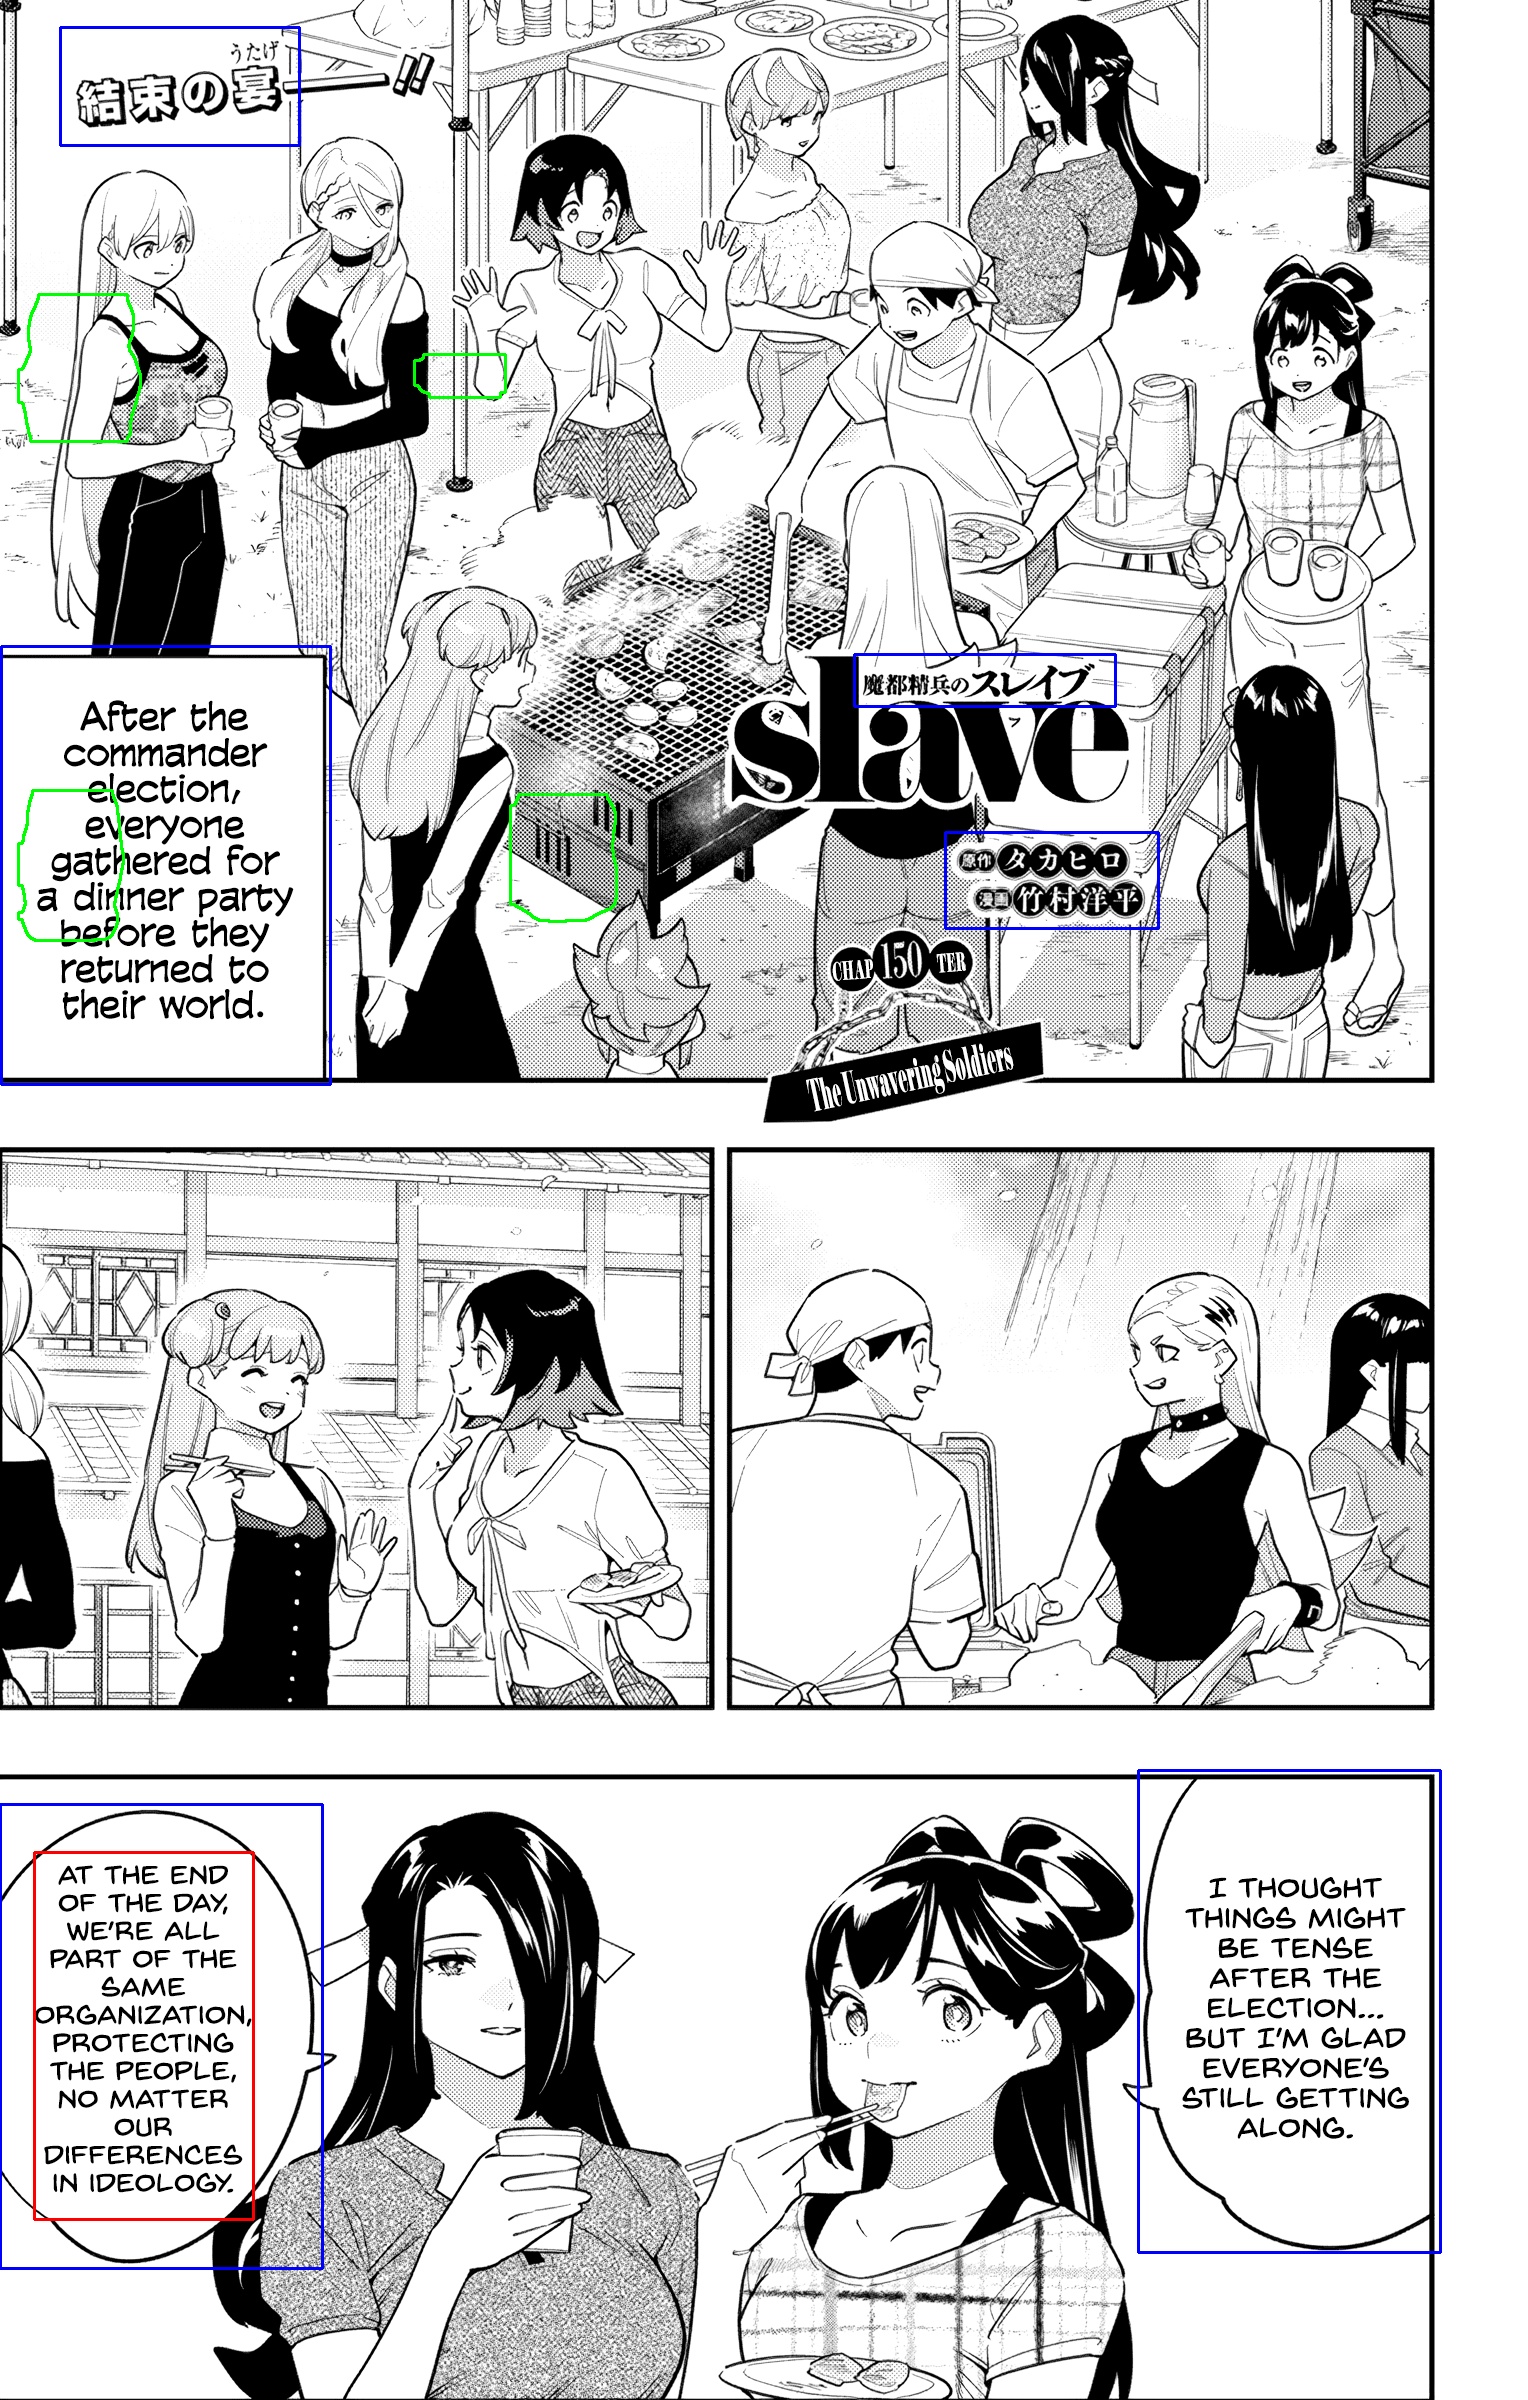 うたげ
結束の宴――!!
After the
commander
election,
everyone
gathered for
a dinner party
before they
returned to
their world.
魔都精兵のスレイブ
slave
原作 タカヒロ
漫画 竹村洋平
CHAP 150 TER
The Unwavering Soldiers
I THOUGHT
THINGS MIGHT
BE TENSE
AFTER THE
ELECTION...
BUT I'M GLAD
EVERYONE'S
STILL GETTING
ALONG.
AT THE END
OF THE DAY,
WE'RE ALL
PART OF THE
SAME
ORGANIZATION,
PROTECTING
THE PEOPLE,
NO MATTER
OUR
DIFFERENCES
IN IDEOLOGY.